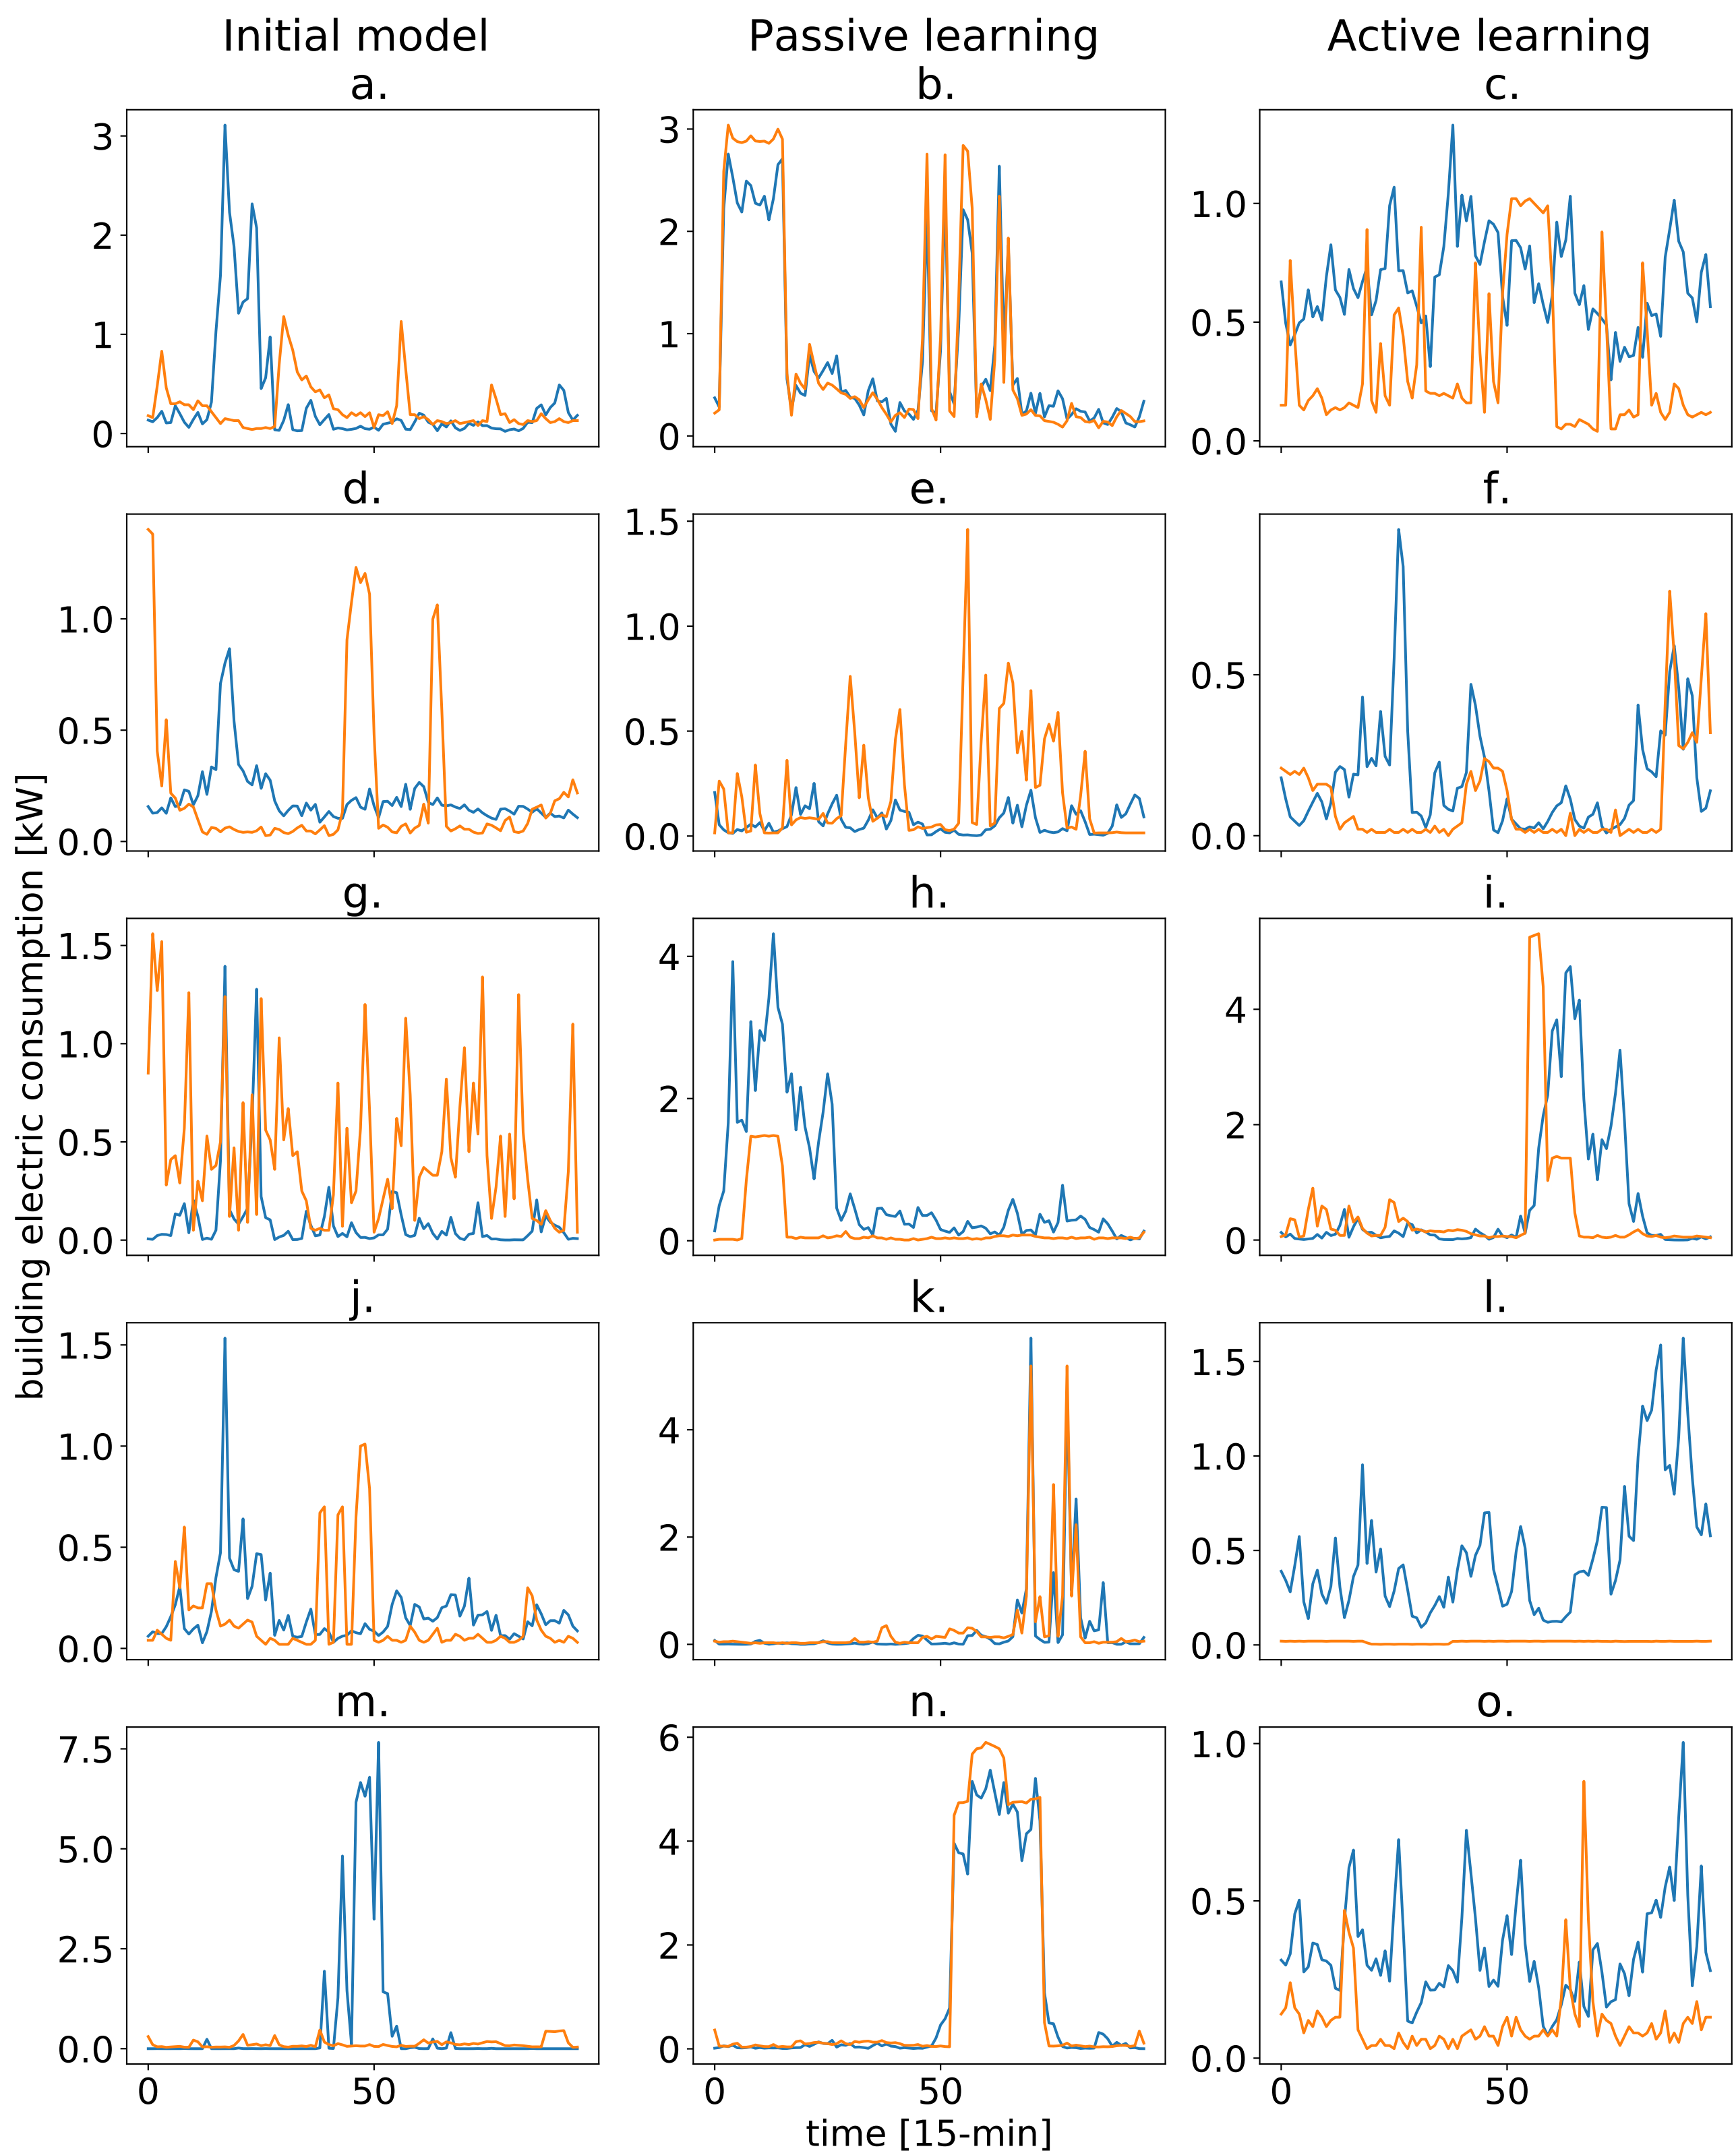 Initial model Passive learning Active learning
a. b. c.
3 3 1.0
2 2 0.5
1 1 0.0
0 0
d. e. f.
1.0 1.5 0.5
0.5 1.0 0.0
0.0 0.5
0.0
g. h. i.
1.5 4 4
1.0 2 2
0.5 0 0
0.0
j. k. l.
1.5 4 1.5
1.0 2 1.0
0.5 0 0.5
0.0 0.0
m. n. o.
7.5 6 1.0
5.0 4 0.5
2.5 2 0.0
0.0 0
0 50 0 50 0 50
time [15-min]
building electric consumption [kW]